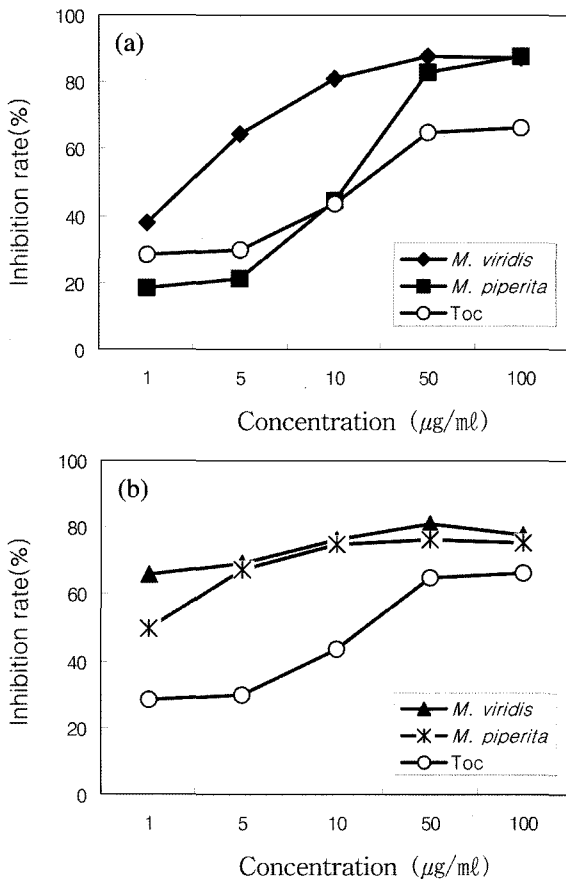 (a)
100
80
60
40
20
0
Inhibition rate(%)
M. viridis
M. piperita
Toc
1 5 10 50 100
Concentration (㎍/㎖)
(b)
100
80
60
40
20
0
Inhibition rate(%)
M. viridis
M. piperita
Toc
1 5 10 50 100
Concentration (㎍/㎖)